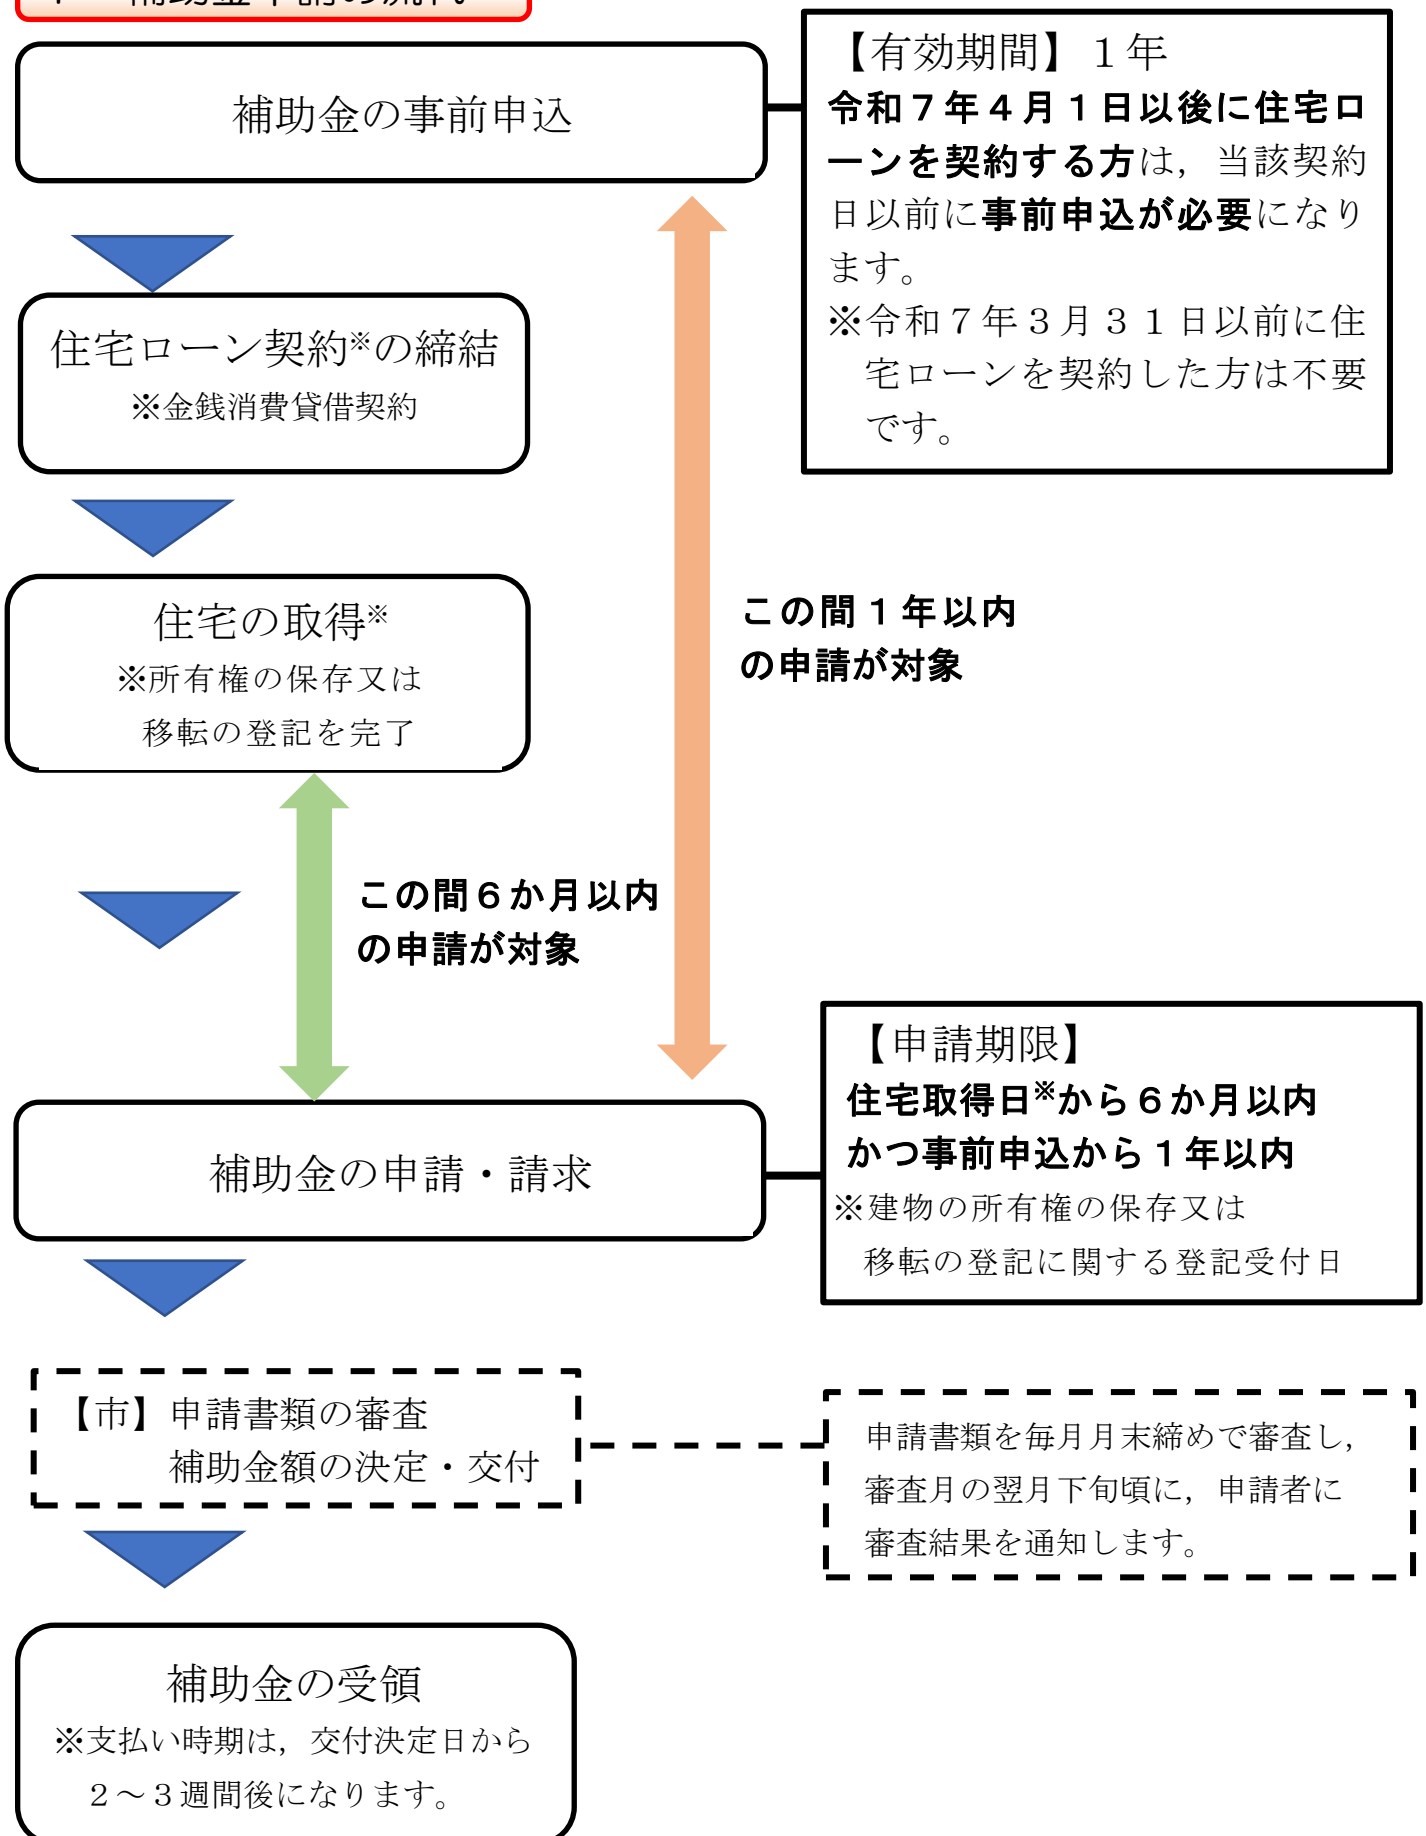 補助金の事前申込
【有効期間】１年
令和７年４月１日以後に住宅ロ
ーンを契約する方は，当該契約
日以前に事前申込が必要になり
ます。
※令和７年３月３１日以前に住
宅ローンを契約した方は不要
です。
住宅ローン契約※の締結
※金銭消費貸借契約
住宅の取得※
※所有権の保存又は
移転の登記を完了
この間１年以内
の申請が対象
この間６か月以内
の申請が対象
補助金の申請・請求
【申請期限】
住宅取得日※から６か月以内
かつ事前申込から１年以内
※建物の所有権の保存又は
移転の登記に関する登記受付日
【市】申請書類の審査
補助金額の決定・交付
申請書類を毎月月末締めで審査し，
審査月の翌月下旬頃に，申請者に
審査結果を通知します。
補助金の受領
※支払い時期は，交付決定日から
２～３週間後になります。